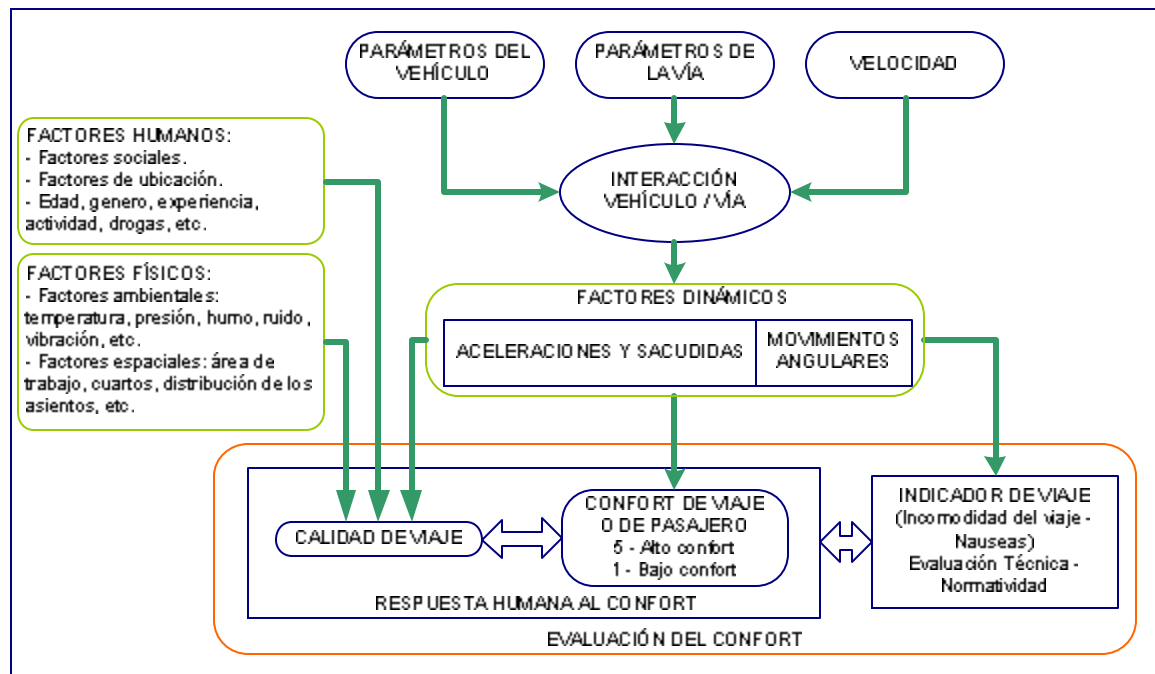 PARÁMETROS DEL
VEHÍCULO
PARÁMETROS DE
LA VÍA
VELOCIDAD
FACTORES HUMANOS:
- Factores sociales.
- Factores de ubicación.
- Edad, genero, experiencia,
actividad, drogas, etc.
INTERACCIÓN
VEHÍCULO / VÍA
FACTORES FÍSICOS:
- Factores ambientales:
temperatura, presión, humo, ruido,
vibración, etc.
- Factores espaciales: área de
trabajo, cuartos, distribución de los
asientos, etc.
FACTORES DINÁMICOS
ACELERACIONES Y SACUDIDAS
MOVIMIENTOS
ANGULARES
CALIDAD DE VIAJE
CONFORT DE VIAJE
O DE PASAJERO
5 - Alto confort
1 - Bajo confort
RESPUESTA HUMANA AL CONFORT
INDICADOR DE VIAJE
(Incomodidad del viaje -
Nauseas)
Evaluación Técnica -
Normatividad
EVALUACIÓN DEL CONFORT